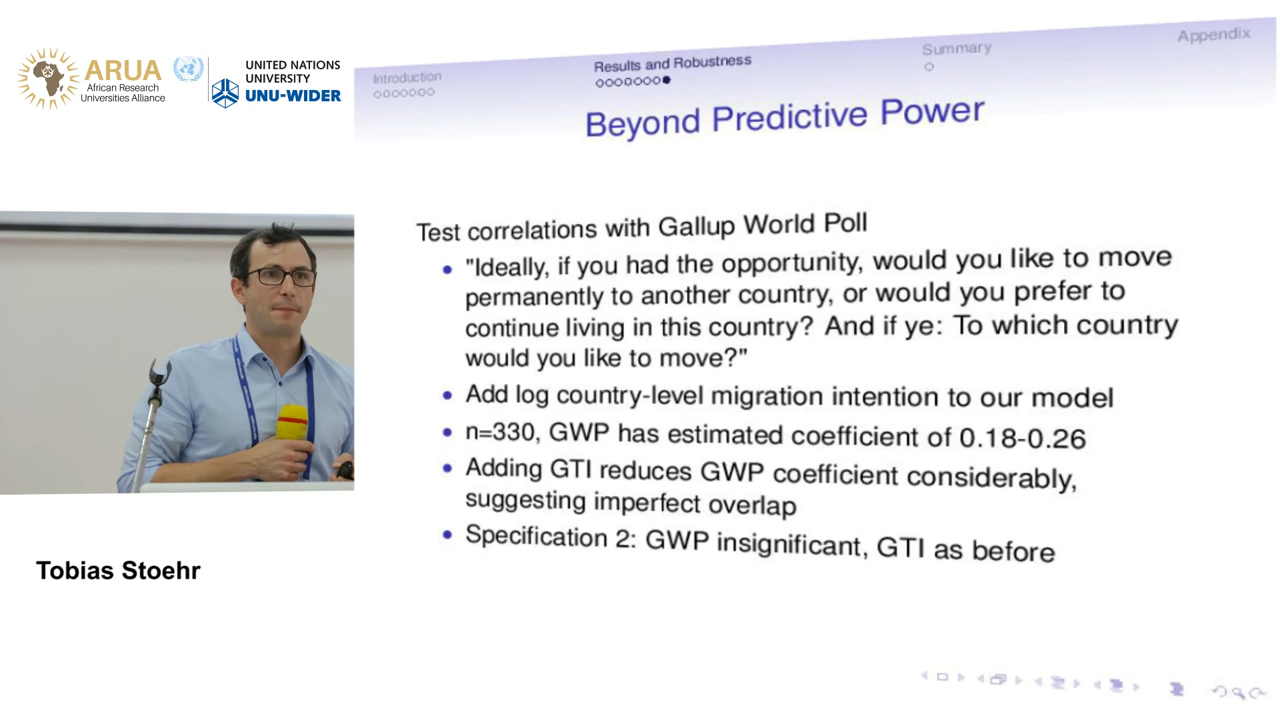 ARUA
African Research
Universities Alliance
UNITED NATIONS
UNIVERSITY
UNU-WIDER
Introduction
Results and Robustness
Summary
Appendix
Beyond Predictive Power
Test correlations with Gallup World Poll
"Ideally, if you had the opportunity, would you like to move
permanently to another country, or would you prefer to
continue living in this country? And if ye: To which country
would you like to move?"
Add log country-level migration intention to our model
n=330, GWP has estimated coefficient of 0.18-0.26
Adding GTI reduces GWP coefficient considerably,
suggesting imperfect overlap
Specification 2: GWP insignificant, GTI as before
Tobias Stoehr